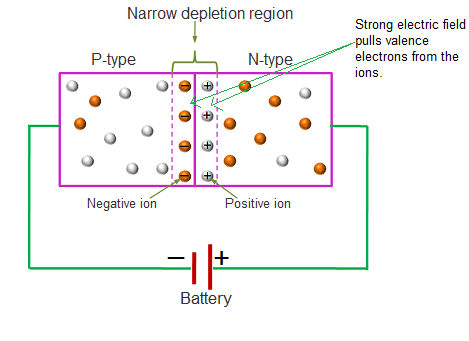 Narrow depletion region
Strong electric field
pulls valence
electrons from the
ions.
P-type
N-type
− − − −
+ + + +
Negative ion
Positive ion
− +
Battery